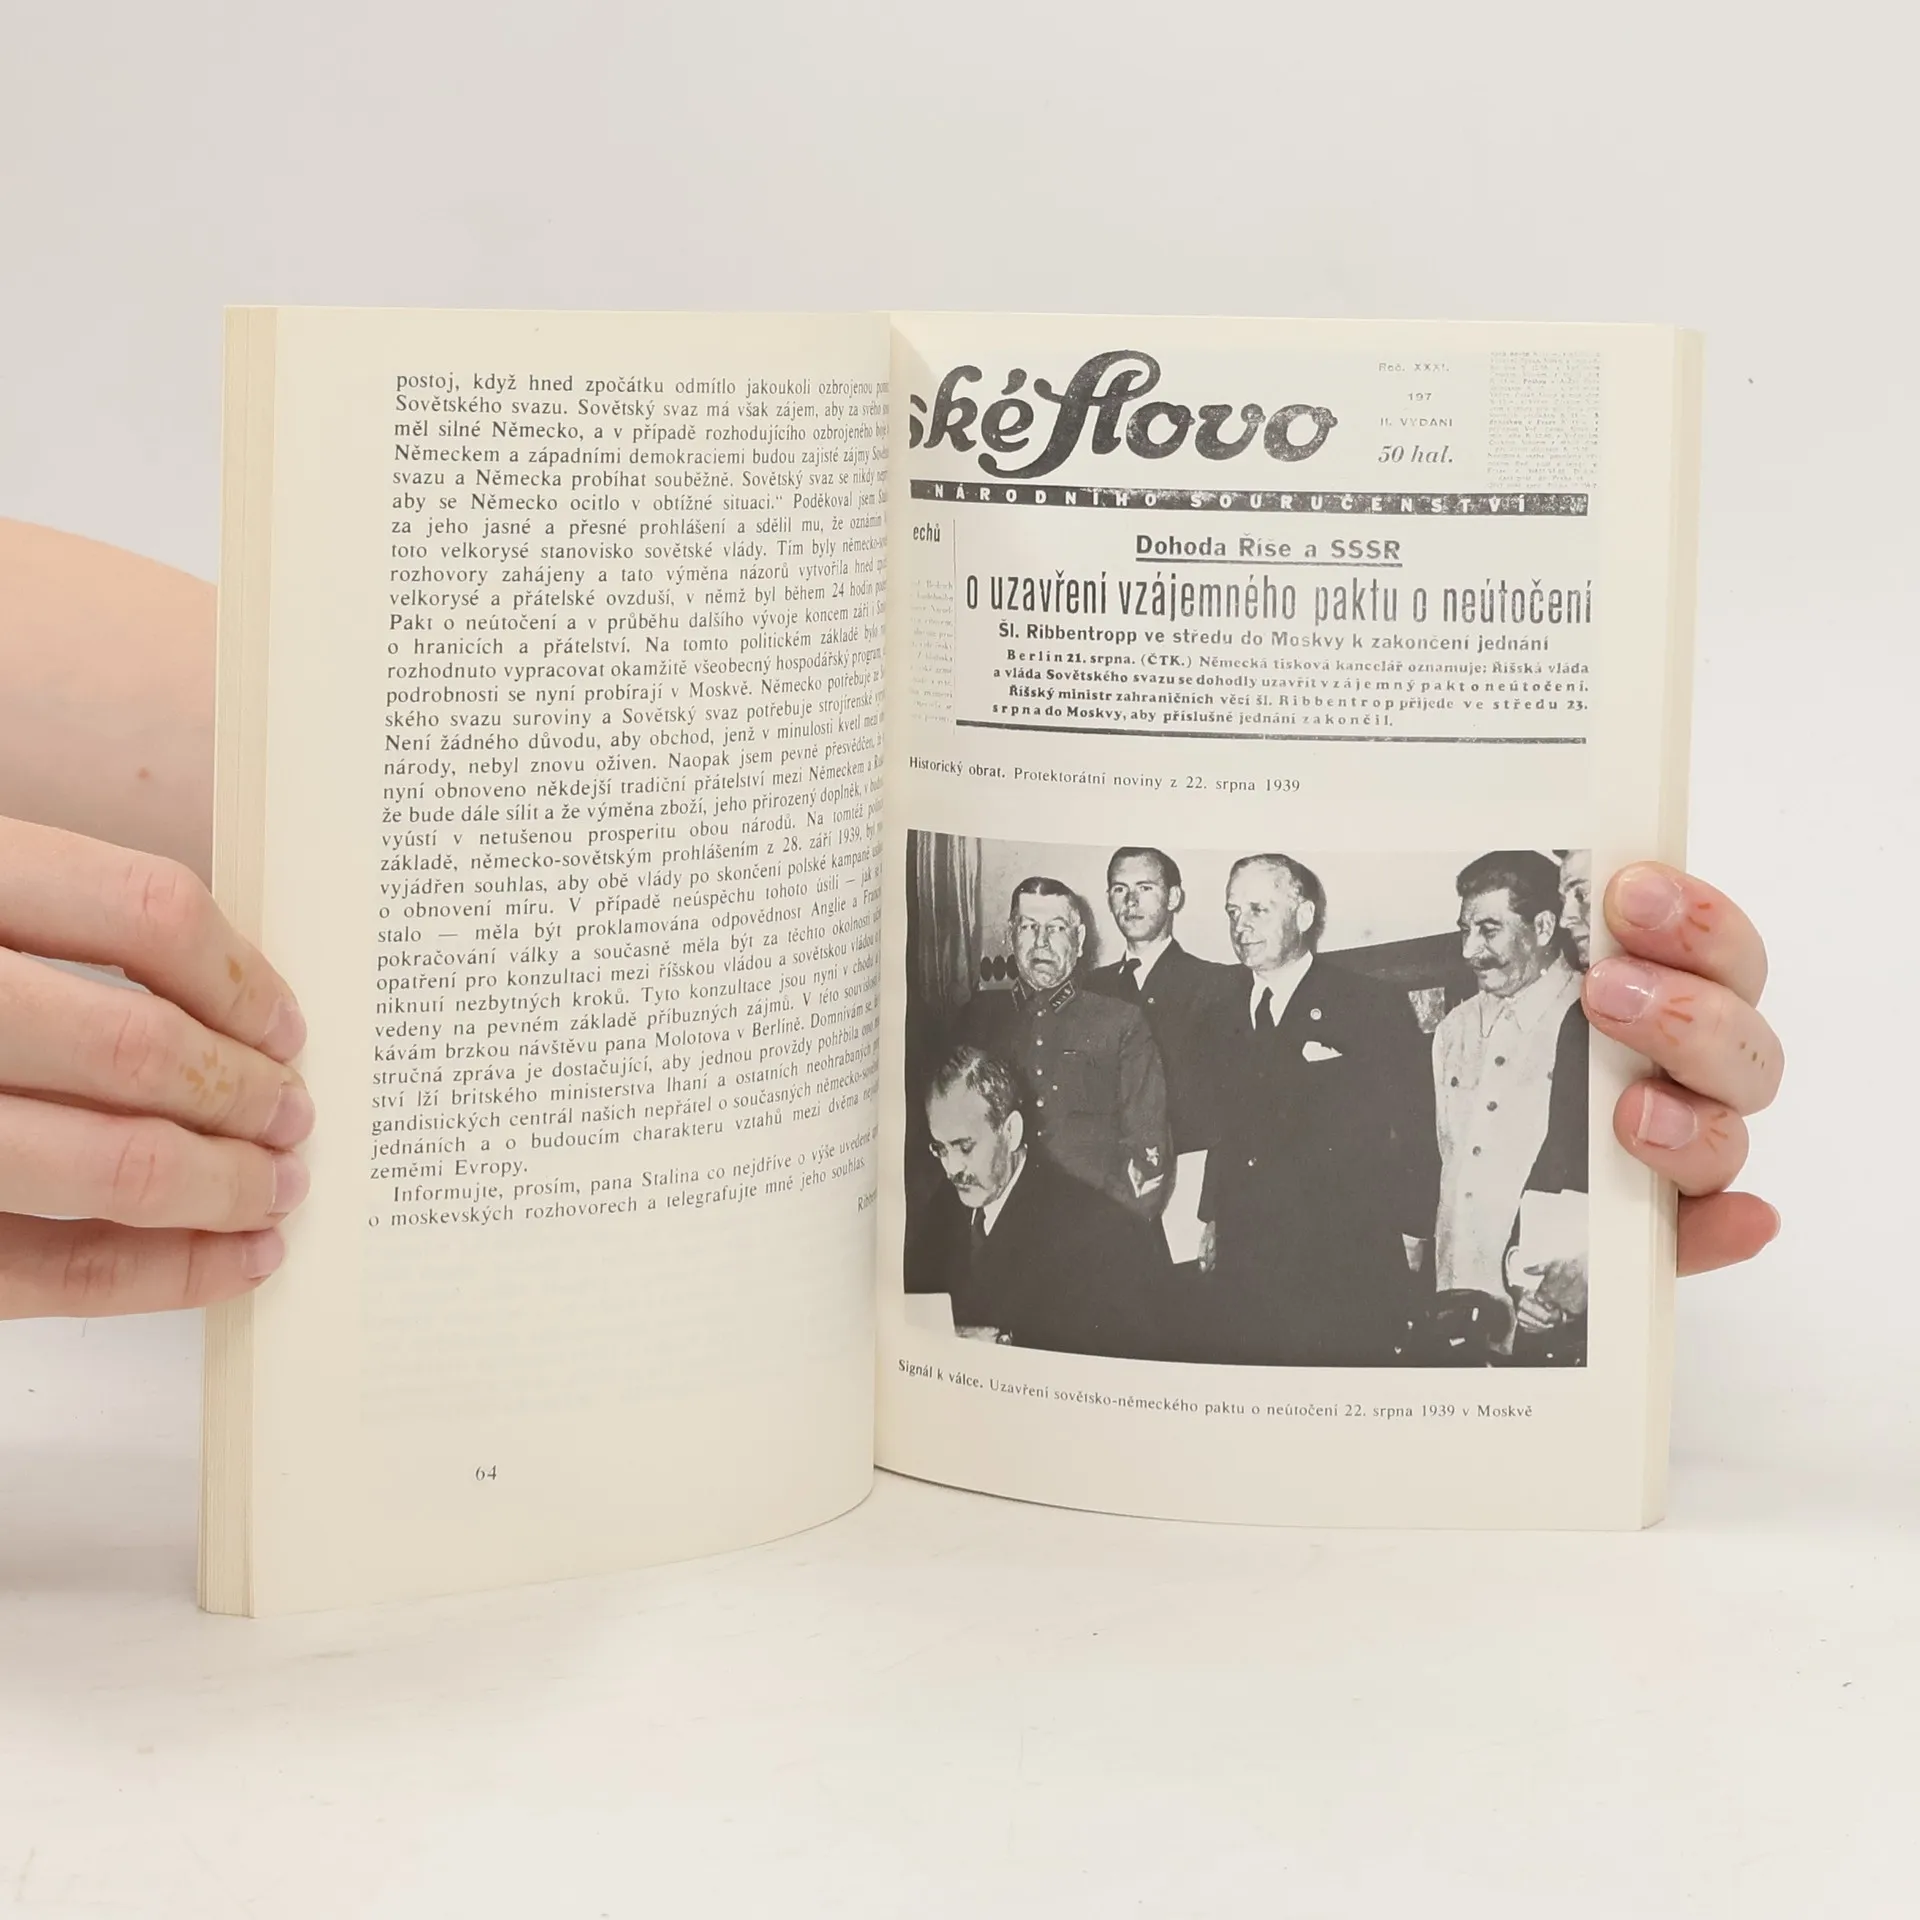 postoj, když hned zpočátku odmítlo jakoukoli ozbrojenou
Sovětského svazu. Sovětský svaz má však zájem, aby za svého
měl silné Německo, a v případě rozhodujícího ozbrojeného
Německem a západními demokraciemi budou zajisté zájmy
svazu a Německa probíhat souběžně. Sovětský svaz se nikdy
aby se Německo ocitlo v obtížné situaci.“ Poděkoval jsem
za jeho jasné a přesné prohlášení a sdělil mu, že oznámím
toto velkorysé stanovisko sovětské vlády. Tím byly německo-
rozhovory zahájeny a tato výměna názorů vytvořila hned
velkorysé a přátelské ovzduší, v němž byl během 24 hodin
Pakt o neútočení a v průběhu dalšího vývoje koncem září i
o hranicích a přátelství. Na tomto politickém základě bylo
rozhodnuto vypracovat okamžitě všeobecný hospodářský program,
podrobnosti se nyní probírají v Moskvě. Německo potřebuje ze
ského svazu suroviny a Sovětský svaz potřebuje strojírenské
Není žádného důvodu, aby obchod, jenž v minulosti kvetl mezi
národy, nebyl znovu oživen. Naopak jsem pevně přesvědčen,
nyní obnoveno někdejší tradiční přátelství mezi Německem a
že bude dále sílit a že výměna zboží, jeho přirozený doplněk, v
vyústí v netušenou prosperitu obou národů. Na tomtéž
základě, německo-sovětským prohlášením z 28. září 1939,
vyjádřen souhlas, aby obě vlády po skončení polské kampaně
o obnovení míru. V případě neúspěchu tohoto úsilí — jak se
stalo — měla být proklamována odpovědnost Anglie a
pokračování války a současně měla být za těchto okolností
opatření pro konzultaci mezi říšskou vládou a sovětskou vládou
niknutí nezbytných kroků. Tyto konzultace jsou nyní v chodu
vedeny na pevném základě příbuzných zájmů. V této
kávám brzkou návštěvu pana Molotova v Berlíně. Domnívám se,
stručná zpráva je dostačující, aby jednou provždy pohřbila
ství lží britského ministerstva lhaní a ostatních neohrabaných
gandistických centrál našich nepřátel o současných německo-
jednáních a o budoucím charakteru vztahů mezi dvěma
zeměmi Evropy.
Informujte, prosím, pana Stalina co nejdříve o výše uvedené
o moskevských rozhovorech a telegrafujte mně jeho souhlas.
64
ské slovo
Roč. XXXI.
197
II. VYDÁNÍ
50 hal.
NÁRODNÍHO SOURUČENSTVÍ
echů
Dohoda Říše a SSSR
o uzavření vzájemného paktu o neútočení
Šl. Ribbentropp ve středu do Moskvy k zakončení jednání
Berlín 21. srpna. (ČTK.) Německá tisková kancelář oznamuje: Říšská vláda
a vláda Sovětského svazu se dohodly uzavřít vzájemný pakt o neútočení.
Říšský ministr zahraničních věcí šl. Ribbentrop přijede ve středu 23.
srpna do Moskvy, aby příslušné jednání zakončil.
Historický obrat. Protektorátní noviny z 22. srpna 1939
Signál k válce. Uzavření sovětsko-německého paktu o neútočení 22. srpna 1939 v Moskvě